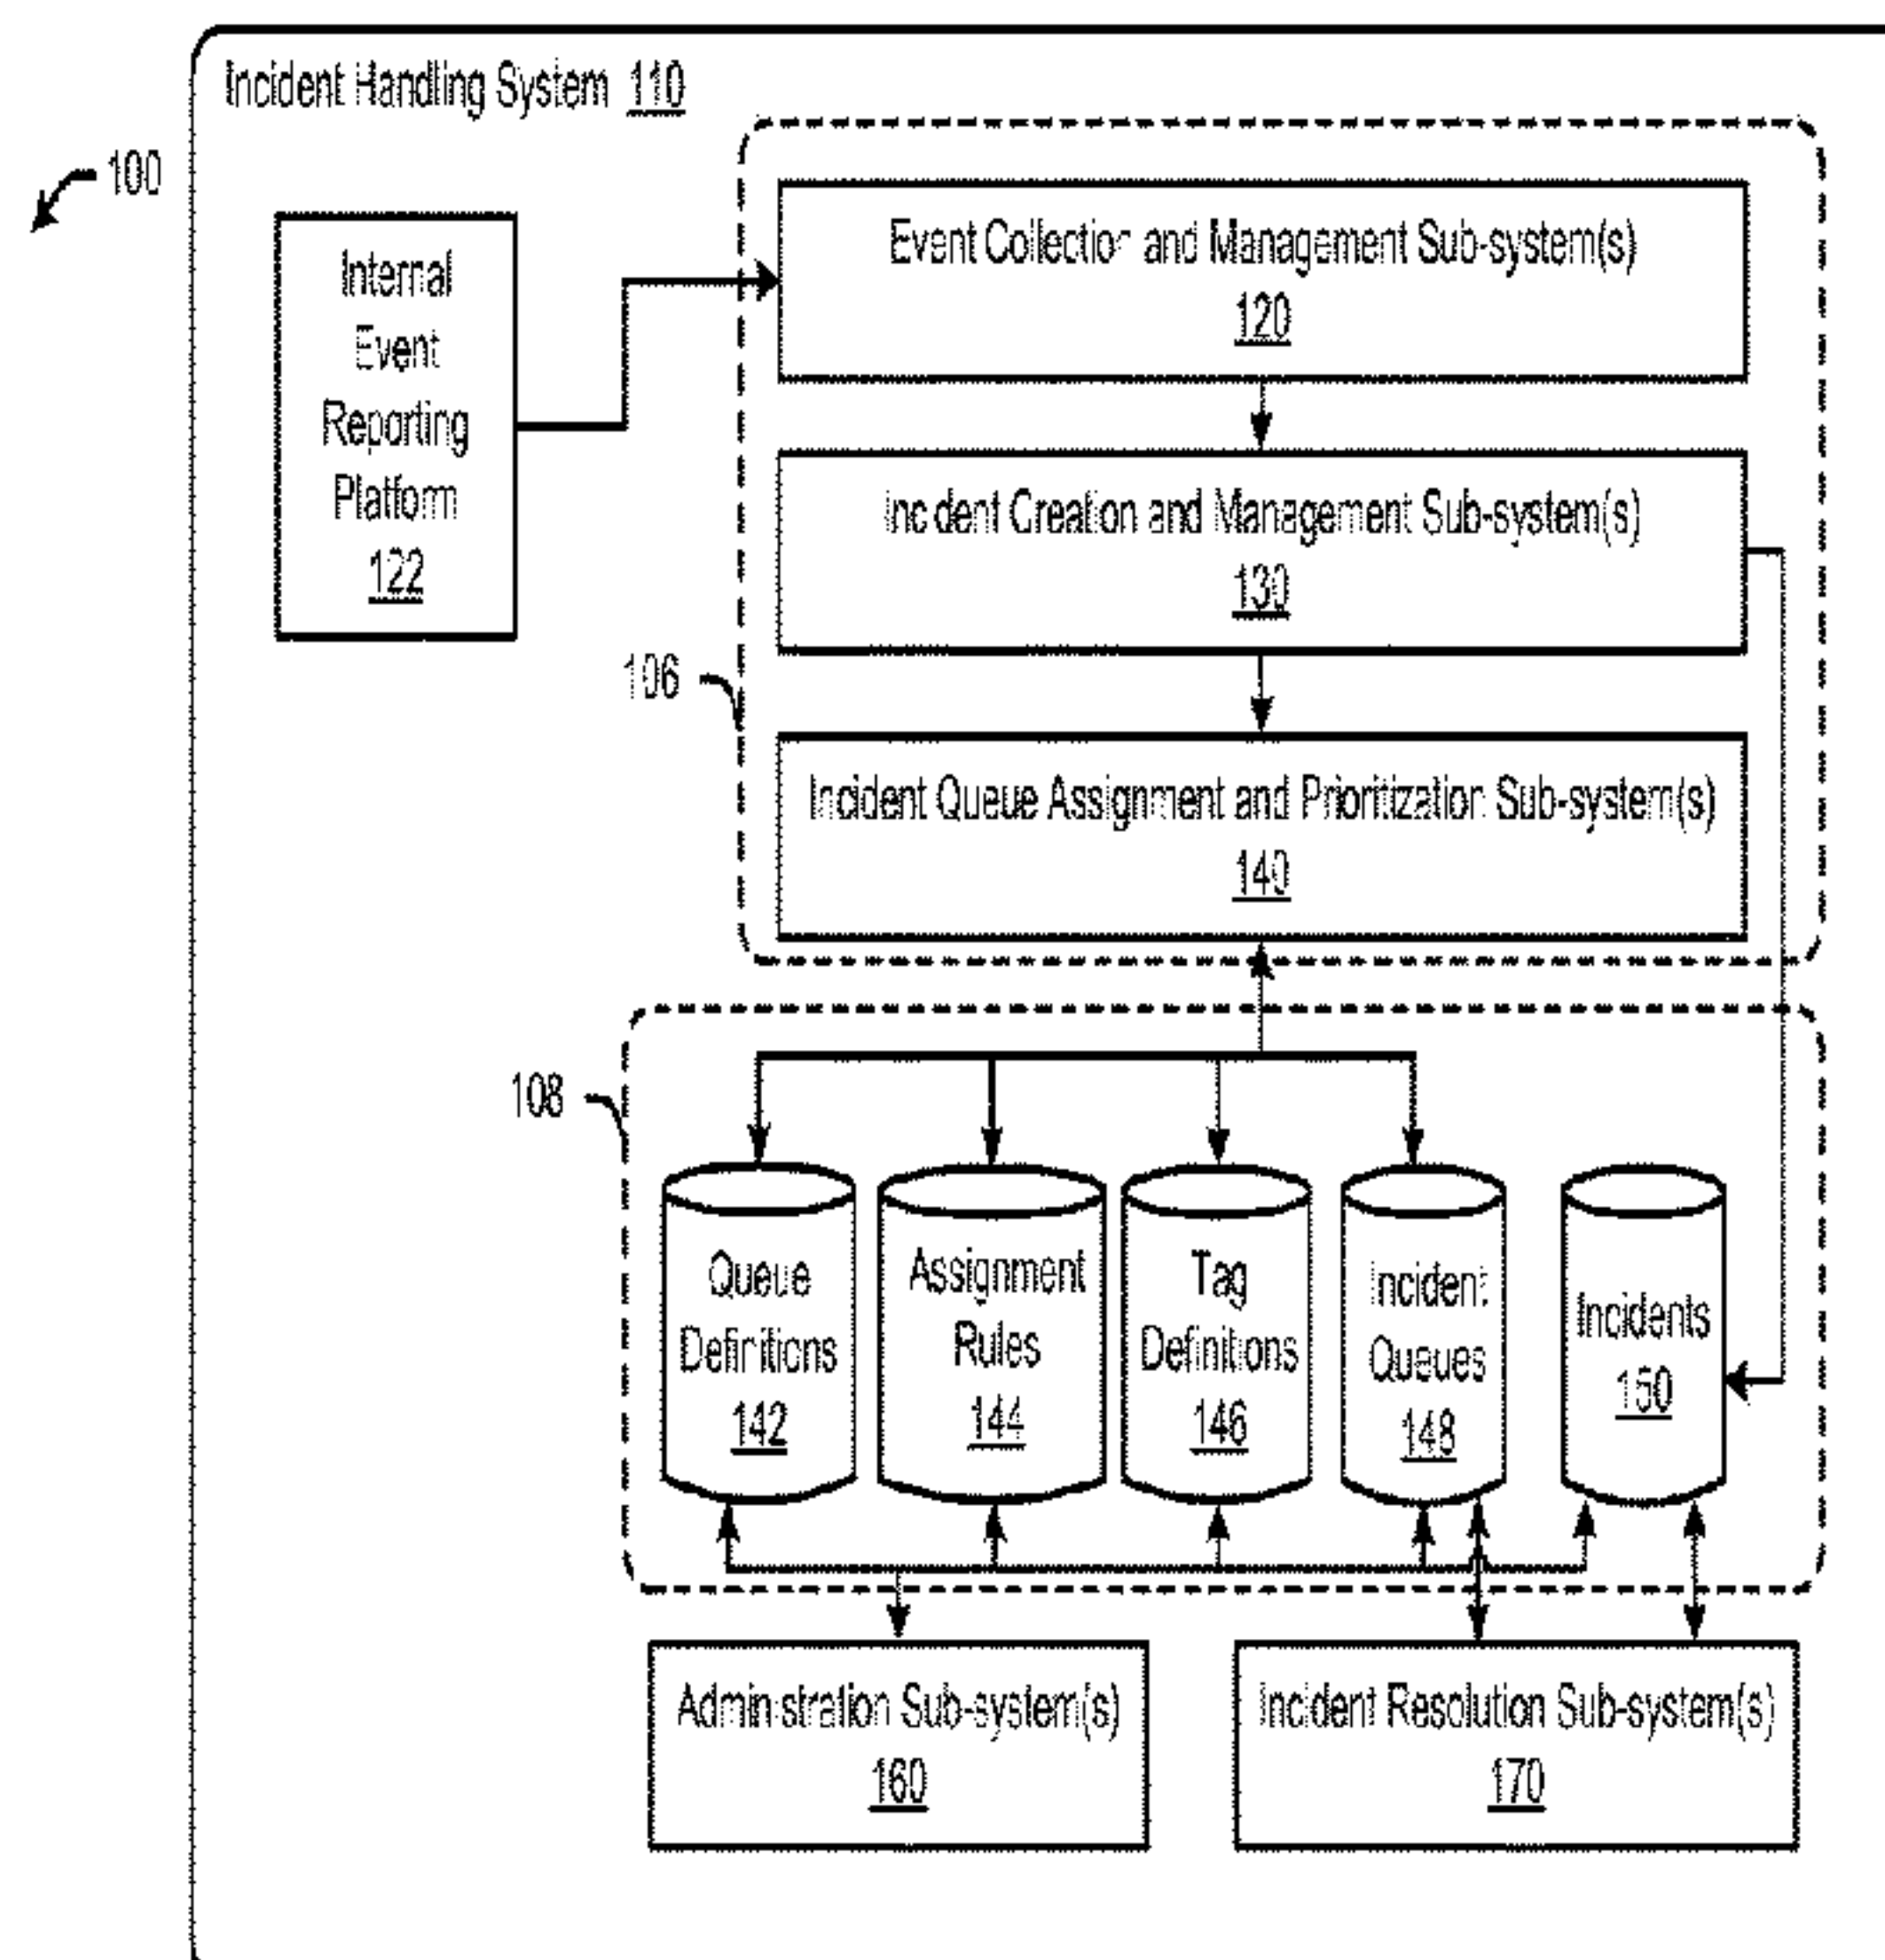 Incident Handling System 110
100
Internal
Event
Reporting
Platform
122
Event Collection and Management Sub-system(s)
120
Incident Creation and Management Sub-system(s)
130
106
Incident Queue Assignment and Prioritization Sub-system(s)
140
108
Queue
Definitions
142
Assignment
Rules
144
Tag
Definitions
146
Incident
Queues
148
Incidents
150
Administration Sub-system(s)
160
Incident Resolution Sub-system(s)
170